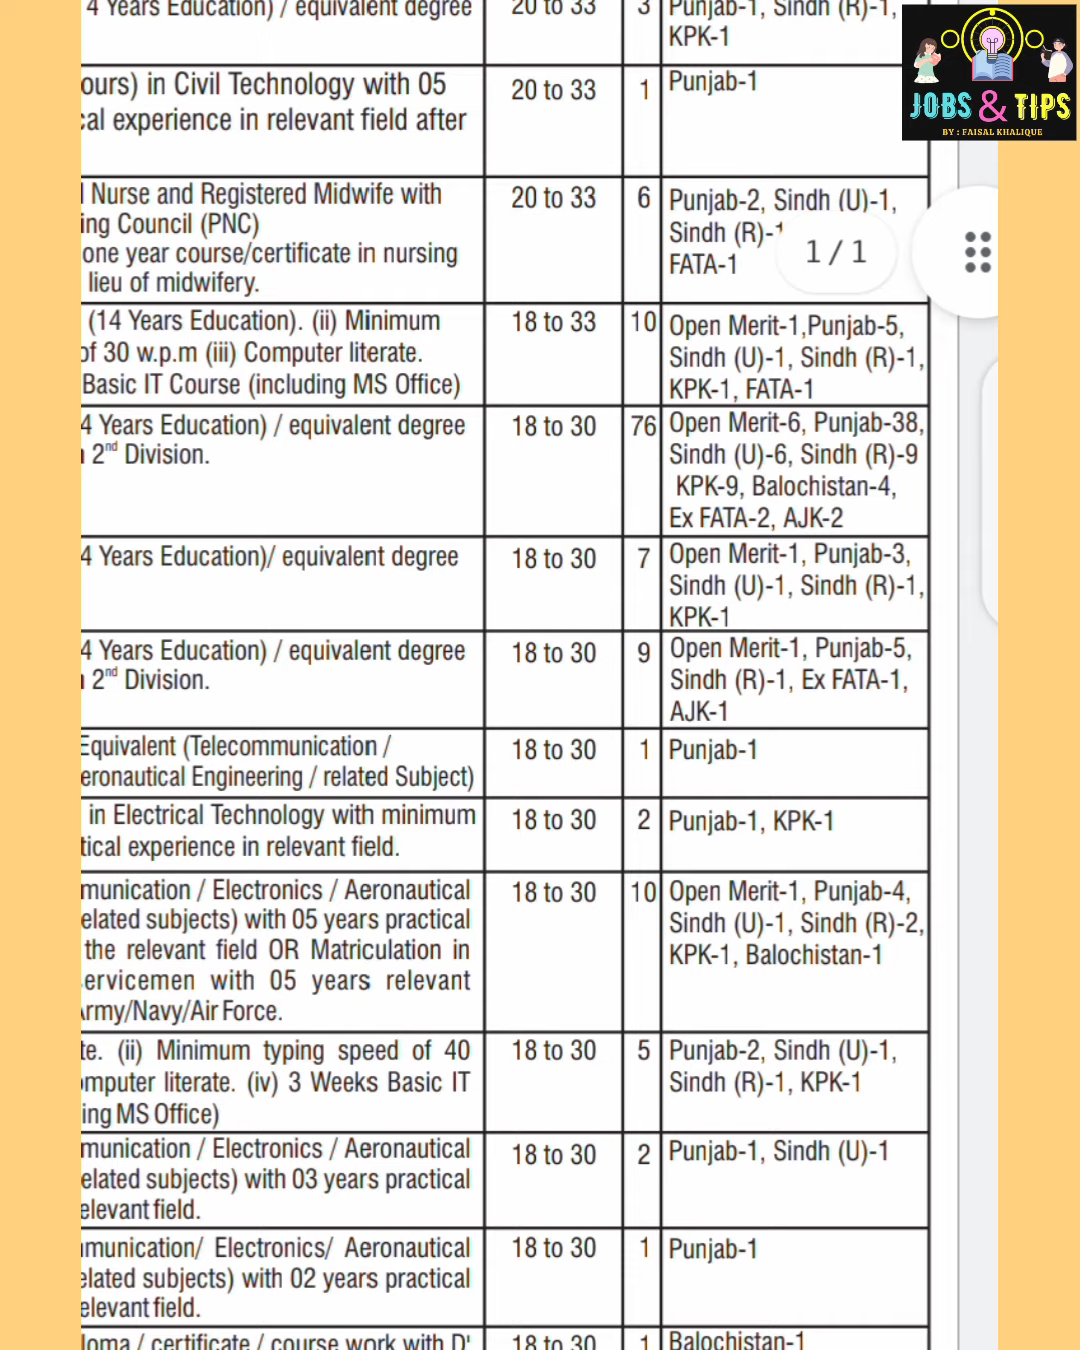 4 Years Education) / equivalent degree 20 to 33 3 Punjab-1, Sindh (R)-1,
KPK-1
JOBS & TIPS
BY : FAISAL KHALIQUE
ours) in Civil Technology with 05 20 to 33 1 Punjab-1
cal experience in relevant field after
Nurse and Registered Midwife with 20 to 33 6 Punjab-2, Sindh (U)-1,
ing Council (PNC) Sindh (R)-1
one year course/certificate in nursing FATA-1
lieu of midwifery.
1 / 1
(14 Years Education). (ii) Minimum 18 to 33 10 Open Merit-1,Punjab-5,
of 30 w.p.m (iii) Computer literate. Sindh (U)-1, Sindh (R)-1,
Basic IT Course (including MS Office) KPK-1, FATA-1
4 Years Education) / equivalent degree 18 to 30 76 Open Merit-6, Punjab-38,
2nd Division. Sindh (U)-6, Sindh (R)-9
KPK-9, Balochistan-4,
Ex FATA-2, AJK-2
4 Years Education)/ equivalent degree 18 to 30 7 Open Merit-1, Punjab-3,
Sindh (U)-1, Sindh (R)-1,
KPK-1
4 Years Education) / equivalent degree 18 to 30 9 Open Merit-1, Punjab-5,
2nd Division. Sindh (R)-1, Ex FATA-1,
AJK-1
Equivalent (Telecommunication / 18 to 30 1 Punjab-1
eronautical Engineering / related Subject)
in Electrical Technology with minimum 18 to 30 2 Punjab-1, KPK-1
tical experience in relevant field.
munication / Electronics / Aeronautical 18 to 30 10 Open Merit-1, Punjab-4,
elated subjects) with 05 years practical Sindh (U)-1, Sindh (R)-2,
the relevant field OR Matriculation in KPK-1, Balochistan-1
ervicemen with 05 years relevant
Army/Navy/Air Force.
te. (ii) Minimum typing speed of 40 18 to 30 5 Punjab-2, Sindh (U)-1,
mputer literate. (iv) 3 Weeks Basic IT Sindh (R)-1, KPK-1
ing MS Office)
munication / Electronics / Aeronautical 18 to 30 2 Punjab-1, Sindh (U)-1
elated subjects) with 03 years practical
elevant field.
munication/ Electronics/ Aeronautical 18 to 30 1 Punjab-1
elated subjects) with 02 years practical
elevant field.
loma / certificate / course work with D' 18 to 30 1 Balochistan-1